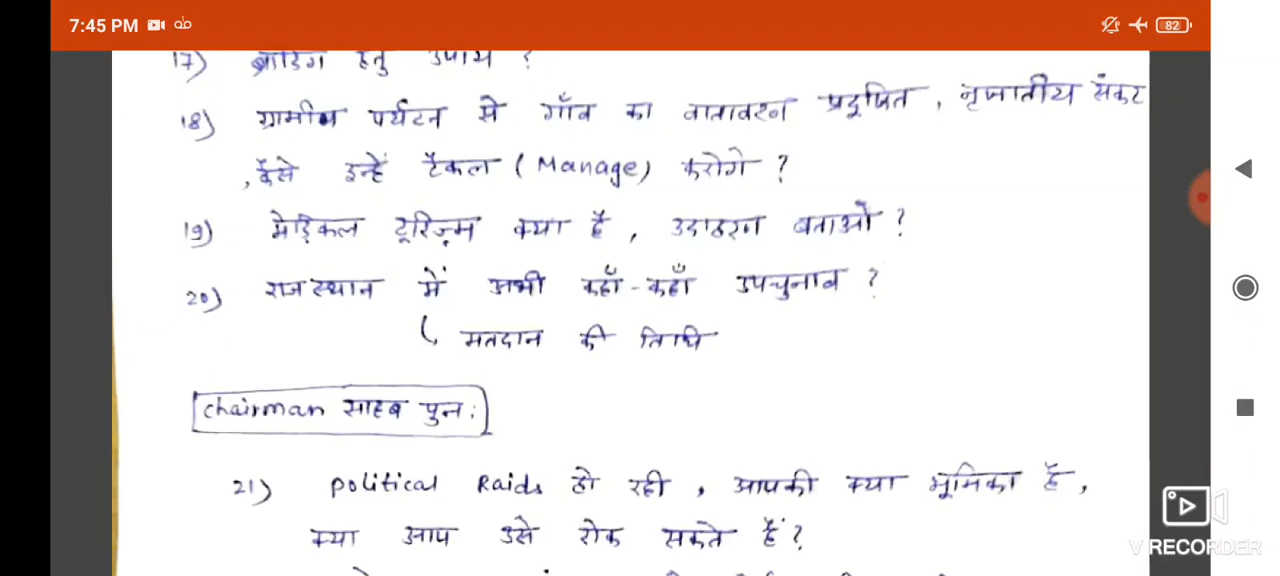 7:45 PM
82
17) ब्रांडिंग हेतु उपाय ?
18) ग्रामीण पर्यटन से गाँव का वातावरण प्रदूषित , नृजातीय संकट
, कैसे इन्हें टैकल ( Manage) करोगे ?
19) मेडिकल टूरिज़्म क्या है , उदाहरण बताओ ?
20) राजस्थान में अभी कहाँ - कहाँ उपचुनाव ?
( मतदान की तिथि
Chairman साहब पुन :
21) Political Raids हो रही , आपकी क्या भूमिका है ,
क्या आप उसे रोक सकते हैं ?
V RECORDER